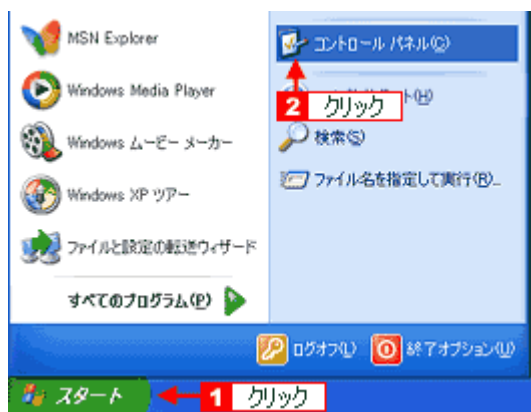 MSN Explorer
Windows Media Player
Windows ムービー メーカー
Windows XP ツアー
ファイルと設定の転送ウィザード
すべてのプログラム(P)
コントロール パネル(C)
2 クリック
ト(H)
検索(S)
ファイル名を指定して実行(R)...
ログオフ(L)
終了オプション(U)
スタート
1 クリック